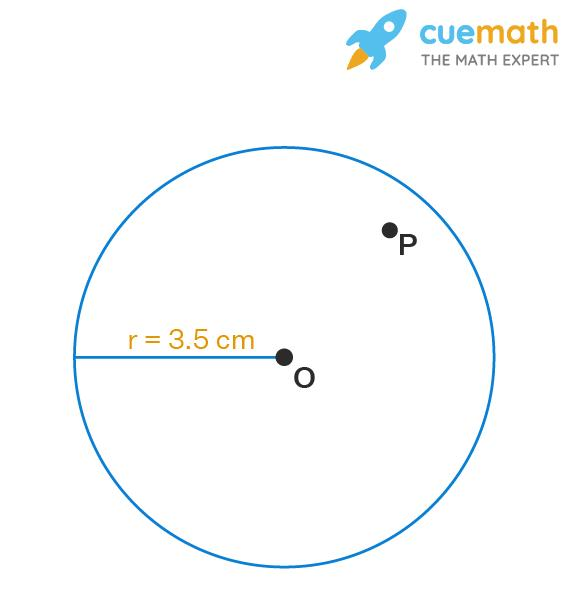 cuemath
THE MATH EXPERT
P
r = 3.5 cm
O